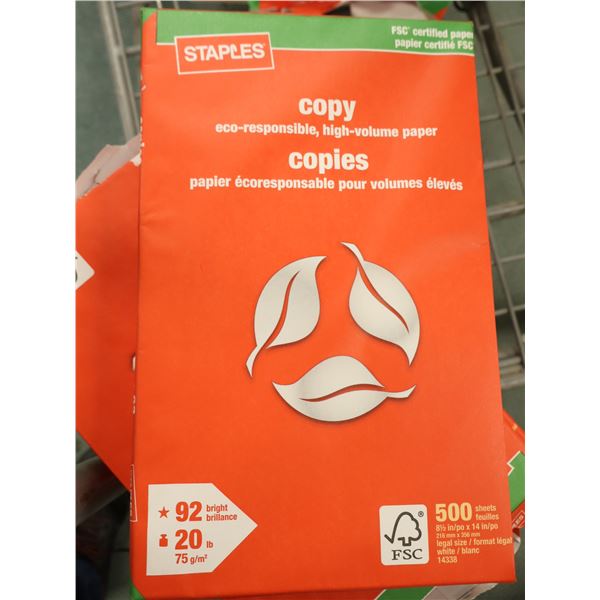 STAPLES
FSC® certified paper
papier certifié FSC
copy
eco-responsible, high-volume paper
copies
papier écoresponsable pour volumes élevés
92 bright
brillance
20 lb
75 g/m²
FSC
500 sheets
feuilles
8½ in/po x 14 in/po
216 mm x 356 mm
legal size / format légal
white / blanc
14338